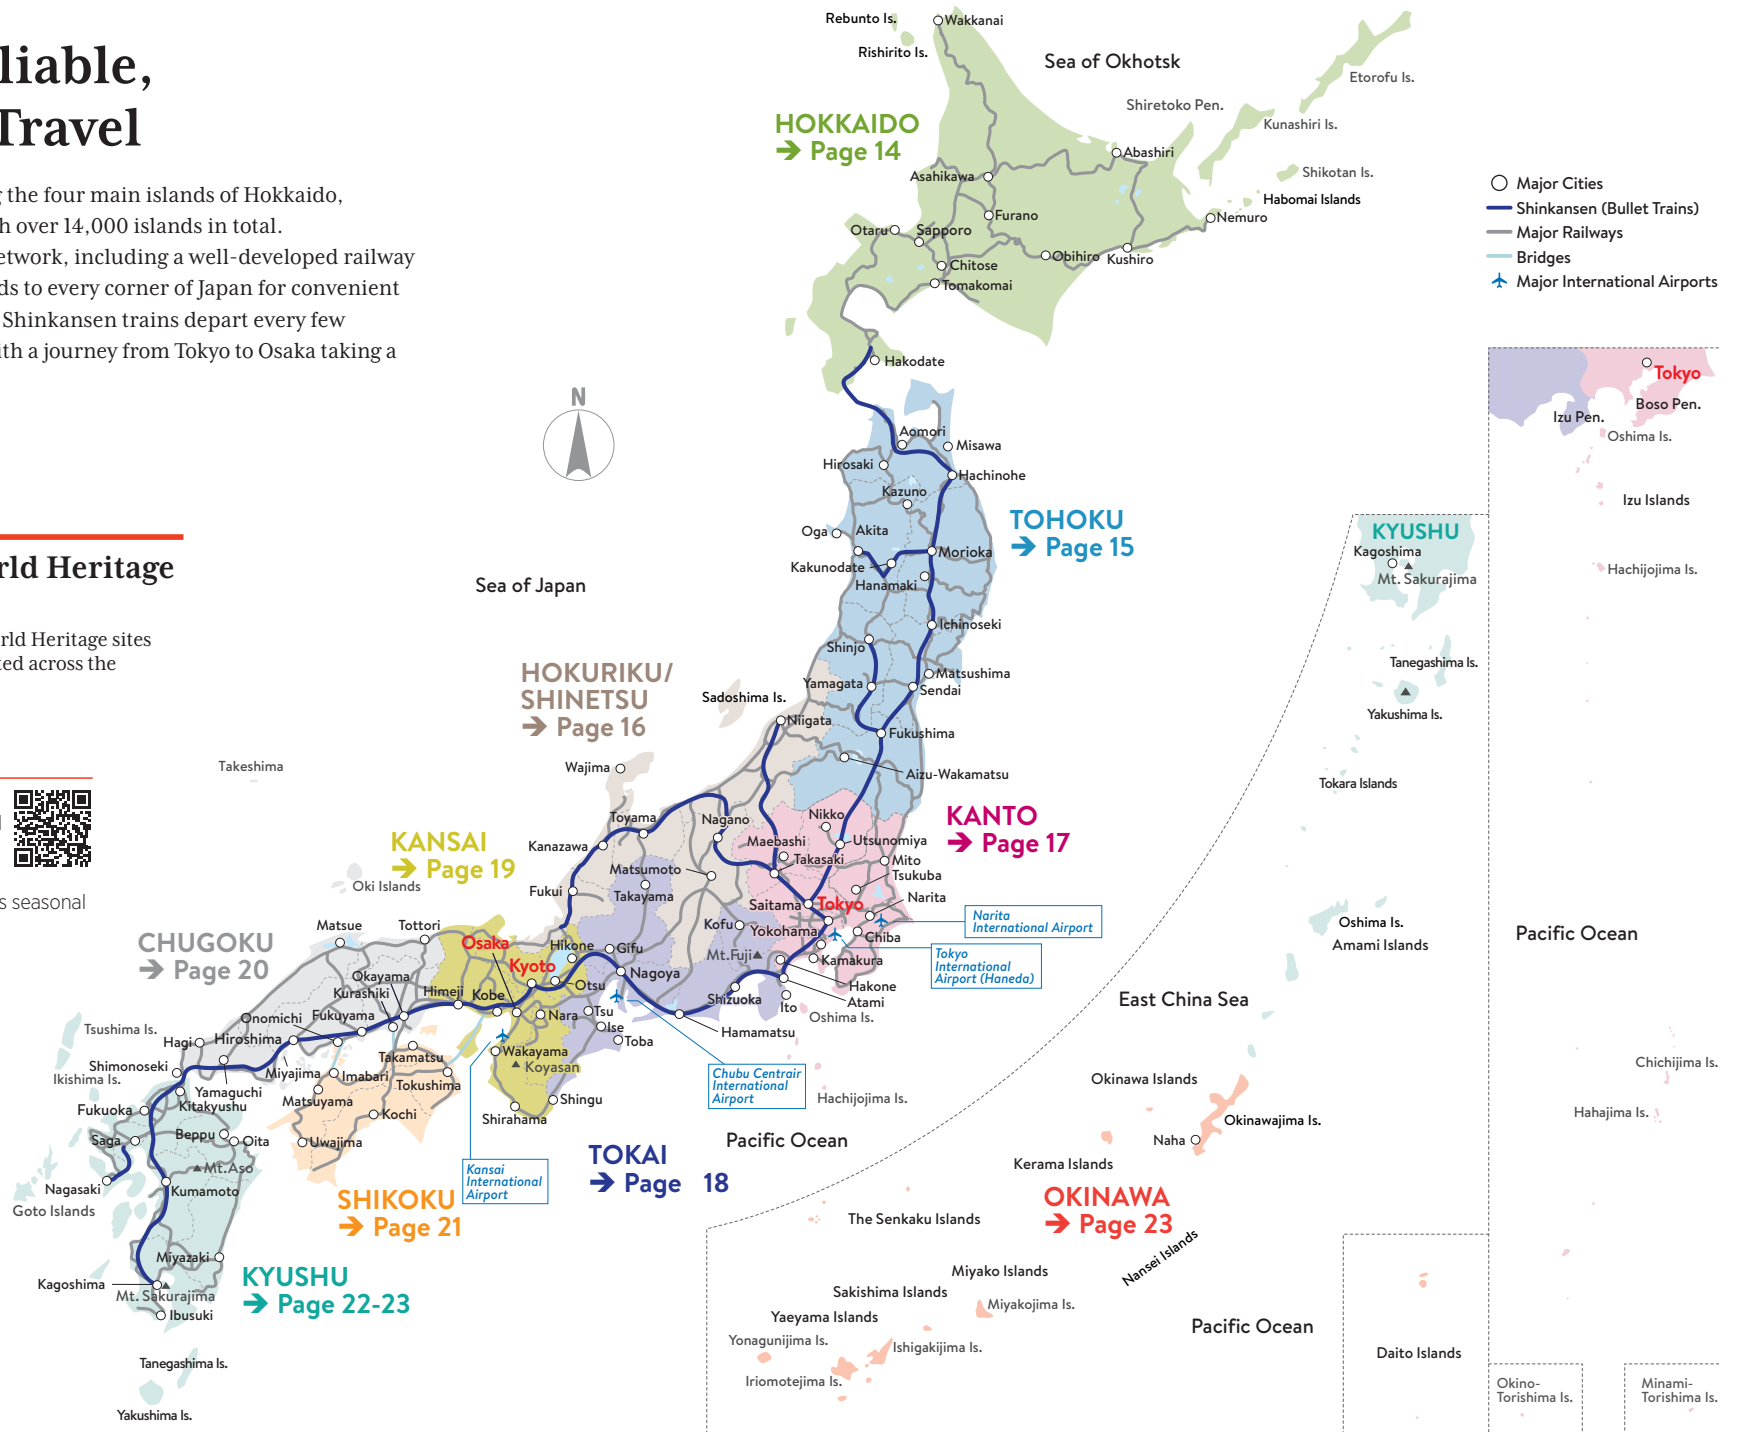 liable,
Travel
g the four main islands of Hokkaido,
h over 14,000 islands in total.
etwork, including a well-developed railway
ds to every corner of Japan for convenient
Shinkansen trains depart every few
ith a journey from Tokyo to Osaka taking a
rld Heritage
rld Heritage sites
ted across the
s seasonal
N
Major Cities
Shinkansen (Bullet Trains)
Major Railways
Bridges
Major International Airports
Rebunto Is.
Wakkanai
Rishirito Is.
Sea of Okhotsk
Etorofu Is.
Shiretoko Pen.
Kunashiri Is.
HOKKAIDO
➔ Page 14
Abashiri
Shikotan Is.
Asahikawa
Habomai Islands
Furano
Nemuro
Otaru
Sapporo
Obihiro
Kushiro
Chitose
Tomakomai
Hakodate
Aomori
Misawa
Hirosaki
Hachinohe
Kazuno
TOHOKU
➔ Page 15
Oga
Akita
Morioka
Kakunodate
Hanamaki
Sea of Japan
Ichinoseki
Shinjo
Matsushima
Yamagata
Sendai
HOKURIKU/
SHINETSU
➔ Page 16
Sadoshima Is.
Niigata
Fukushima
Wajima
Aizu-Wakamatsu
Takeshima
KANTO
➔ Page 17
Toyama
Nagano
Nikko
Maebashi
Utsunomiya
KANSAI
➔ Page 19
Kanazawa
Takasaki
Mito
Tsukuba
Matsumoto
Oki Islands
Fukui
Takayama
Saitama
Tokyo
Narita
Narita
International Airport
Matsue
Tottori
Kofu
Yokohama
Chiba
CHUGOKU
➔ Page 20
Osaka
Hikone
Gifu
Mt.Fuji
Kamakura
Tokyo
International
Airport (Haneda)
Kyoto
Okayama
Nagoya
Kurashiki
Himeji
Kobe
Otsu
Hakone
Atami
Shizuoka
Ito
Onomichi
Fukuyama
Nara
Tsu
Oshima Is.
Tsushima Is.
Hagi
Hiroshima
Ise
Hamamatsu
Toba
Takamatsu
Wakayama
Shimonoseki
Koyasan
Ikishima Is.
Miyajima
Imabari
Tokushima
Chubu Centrair
International
Airport
Yamaguchi
Matsuyama
Kitakyushu
Hachijojima Is.
Shingu
Fukuoka
Kochi
Shirahama
Beppu
Oita
Saga
Uwajima
Pacific Ocean
TOKAI
➔ Page 18
Mt.Aso
Kansai
International
Airport
Nagasaki
Kumamoto
SHIKOKU
➔ Page 21
Goto Islands
Miyazaki
KYUSHU
➔ Page 22-23
Kagoshima
Mt. Sakurajima
Ibusuki
Tanegashima Is.
Yakushima Is.
Tokyo
Izu Pen.
Boso Pen.
Oshima Is.
Izu Islands
Hachijojima Is.
KYUSHU
Kagoshima
Mt. Sakurajima
Tanegashima Is.
Yakushima Is.
Tokara Islands
Oshima Is.
Amami Islands
Pacific Ocean
East China Sea
Chichijima Is.
Okinawa Islands
Hahajima Is.
Okinawajima Is.
Naha
Kerama Islands
OKINAWA
➔ Page 23
The Senkaku Islands
Nansei Islands
Miyako Islands
Sakishima Islands
Miyakojima Is.
Yaeyama Islands
Pacific Ocean
Yonagunijima Is.
Ishigakijima Is.
Iriomotejima Is.
Daito Islands
Okino-
Torishima Is.
Minami-
Torishima Is.